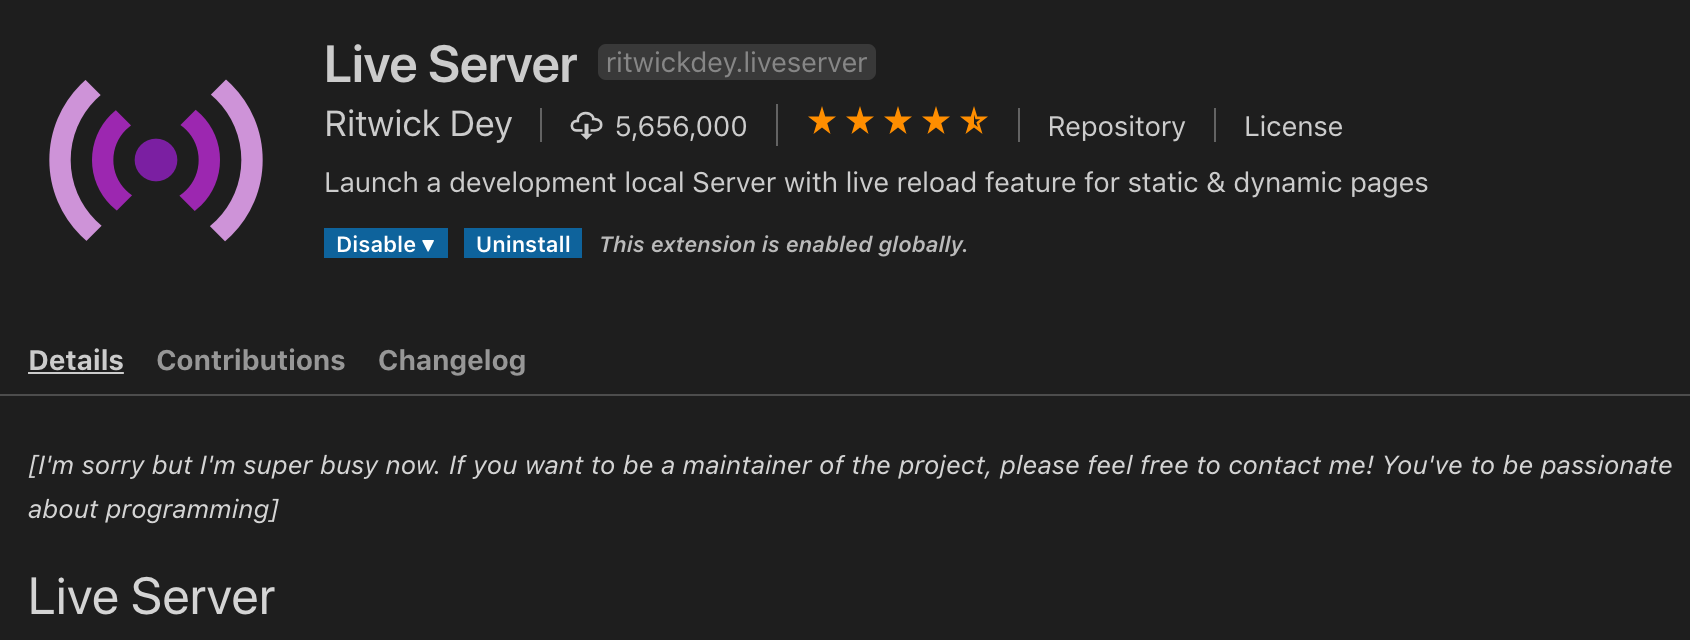 Live Server ritwickdey.liveserver
Ritwick Dey 5,656,000 ★★★★ Repository License
Launch a development local Server with live reload feature for static & dynamic pages
Disable ▾ Uninstall This extension is enabled globally.
Details Contributions Changelog
[I'm sorry but I'm super busy now. If you want to be a maintainer of the project, please feel free to contact me! You've to be passionate
about programming]
Live Server